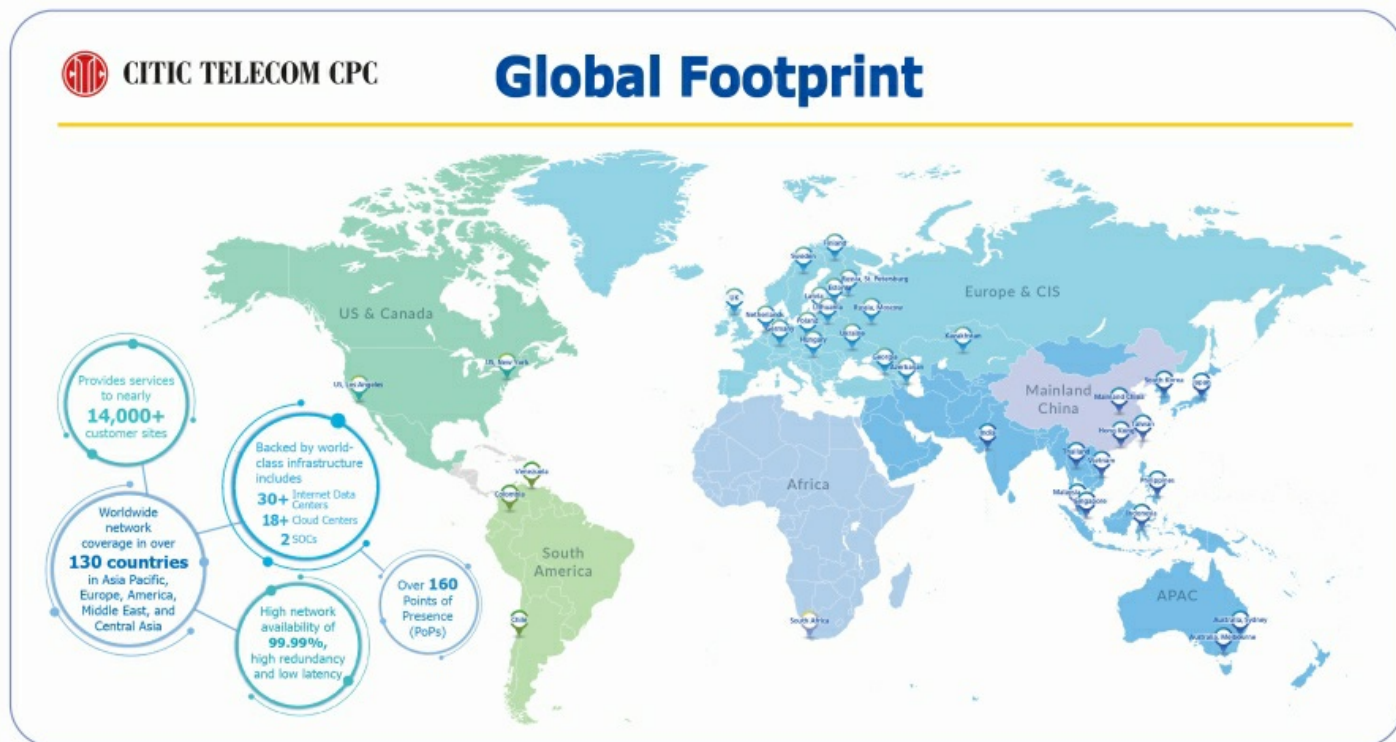 CITIC TELECOM CPC
Global Footprint
US & Canada
Europe & CIS
Mainland
China
Africa
South
America
APAC
Finland
Sweden
Russia, St. Petersburg
Estonia
Latvia
Lithuania
Russia, Moscow
UK
Netherlands
Germany
Poland
Hungary
Ukraine
Kazakhstan
Georgia
Azerbaijan
US, New York
US, Los Angeles
South Korea
Japan
Mainland China
Taiwan
Hong Kong
India
Thailand
Vietnam
Philippines
Malaysia
Singapore
Indonesia
Venezuela
Colombia
Chile
South Africa
Australia, Sydney
Australia, Melbourne
Provides services
to nearly
14,000+
customer sites
Backed by world-
class infrastructure
includes
30+ Internet Data
Centers
18+ Cloud Centers
2 SOCs
Worldwide
network
coverage in over
130 countries
in Asia Pacific,
Europe, America,
Middle East, and
Central Asia
Over 160
Points of
Presence
(PoPs)
High network
availability of
99.99%,
high redundancy
and low latency